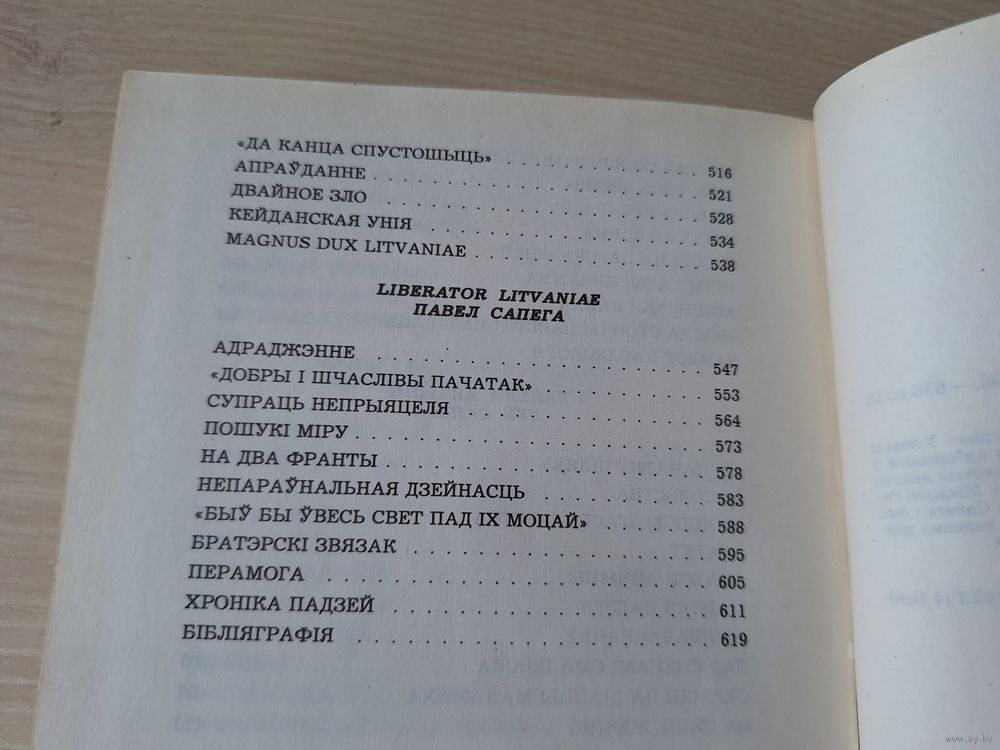 «ДА КАНЦА СПУСТОШЫЦЬ» . . . . . . . . . . . 516
АПРАЎДАННЕ . . . . . . . . . . . . . . . . . . 521
ДВАЙНОЕ ЗЛО . . . . . . . . . . . . . . . . . . 528
КЕЙДАНСКАЯ УНІЯ . . . . . . . . . . . . . . . 534
MAGNUS DUX LITVANIAE . . . . . . . . . . . . 538
LIBERATOR LITVANIAE
ПАВЕЛ САПЕГА
АДРАДЖЭННЕ . . . . . . . . . . . . . . . . . . 547
«ДОБРЫ І ШЧАСЛІВЫ ПАЧАТАК» . . . . . . . . . 553
СУПРАЦЬ НЕПРЫЯЦЕЛЯ . . . . . . . . . . . . . 564
ПОШУКІ МІРУ . . . . . . . . . . . . . . . . . . 573
НА ДВА ФРАНТЫ . . . . . . . . . . . . . . . . . 578
НЕПАРАЎНАЛЬНАЯ ДЗЕЙНАСЦЬ . . . . . . . . . . 583
«БЫЎ БЫ ЎВЕСЬ СВЕТ ПАД ІХ МОЦАЙ» . . . . . . 588
БРАТЭРСКІ ЗВЯЗАК . . . . . . . . . . . . . . . 595
ПЕРАМОГА . . . . . . . . . . . . . . . . . . . 605
ХРОНІКА ПАДЗЕЙ . . . . . . . . . . . . . . . . 611
БІБЛІЯГРАФІЯ . . . . . . . . . . . . . . . . . 619
www.ay.by